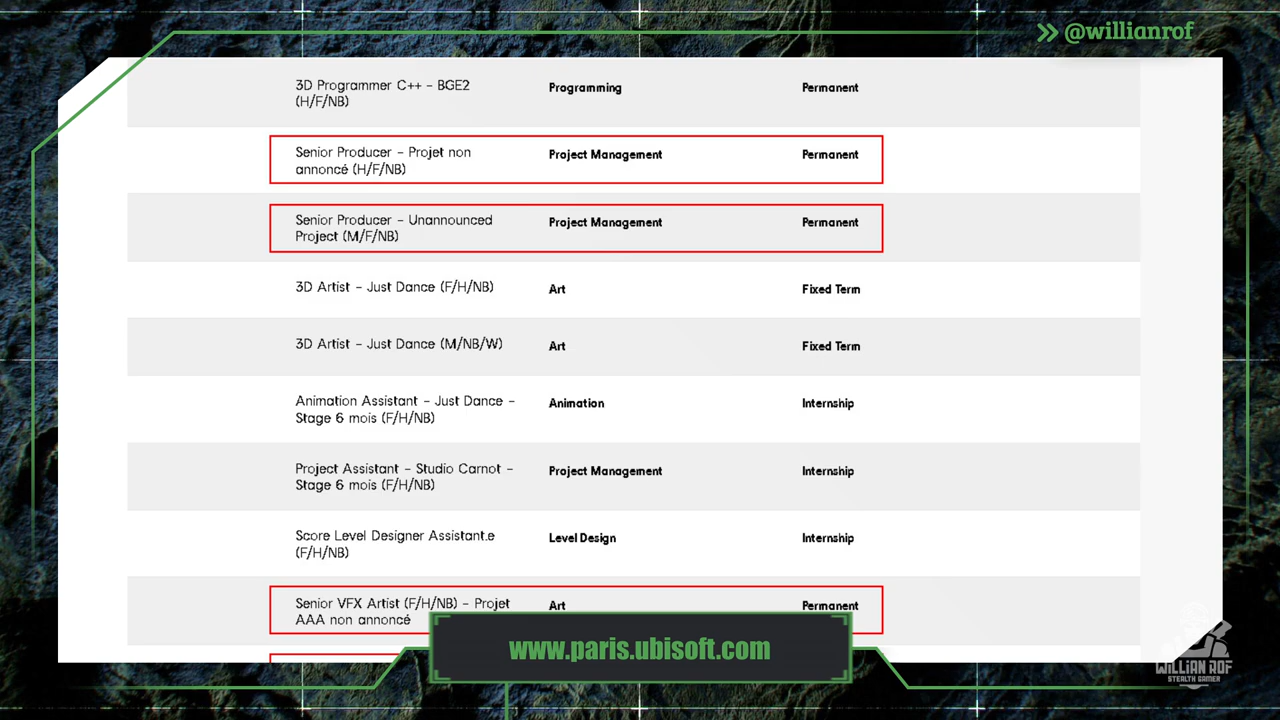 >> @willianrof
3D Programmer C++ – BGE2
(H/F/NB)
Programming
Permanent
Senior Producer – Projet non
annoncé (H/F/NB)
Project Management
Permanent
Senior Producer – Unannounced
Project (M/F/NB)
Project Management
Permanent
3D Artist – Just Dance (F/H/NB)
Art
Fixed Term
3D Artist – Just Dance (M/NB/W)
Art
Fixed Term
Animation Assistant – Just Dance –
Stage 6 mois (F/H/NB)
Animation
Internship
Project Assistant – Studio Carnot –
Stage 6 mois (F/H/NB)
Project Management
Internship
Score Level Designer Assistant.e
(F/H/NB)
Level Design
Internship
Senior VFX Artist (F/H/NB) – Projet
AAA non annoncé
Art
Permanent
www.paris.ubisoft.com
WILLIAN ROF
STEALTH GAMER